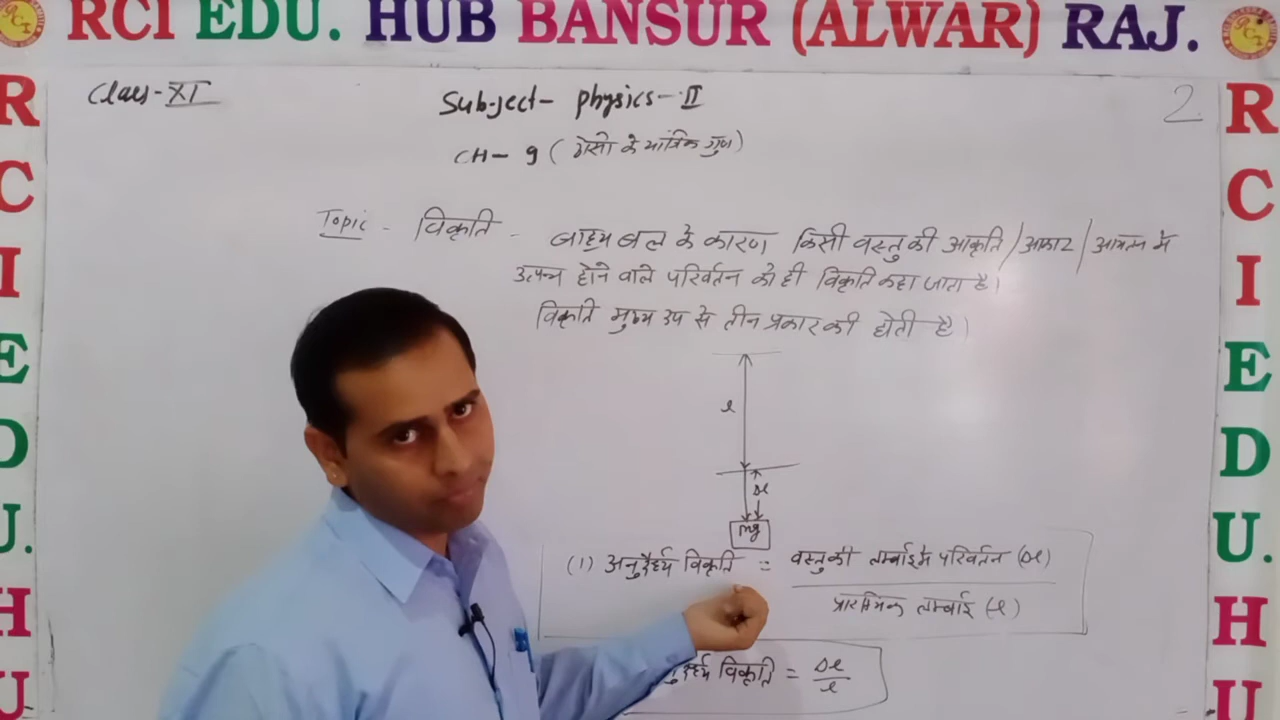 RCI EDU. HUB BANSUR (ALWAR) RAJ.
Class-XI
Subject- Physics-II
2.
CH- 9 (ठोसो के यांत्रिक गुण)
Topic - विकृति - बाह्य बल के कारण किसी वस्तु की आकृति/आकार/आयतन में
उत्पन्न होने वाले परिवर्तन को ही विकृति कहा जाता है।
विकृति मुख्य रूप से तीन प्रकार की होती है।
l
Δl
mg
(1) अनुदैर्ध्य विकृति = वस्तु की लम्बाई मे परिवर्तन (Δl)
प्रारम्भिक लम्बाई (l)
विकृति = Δl
l
R
C
I
E
D
U.
H
U
R
C
I
E
D
U.
H
U